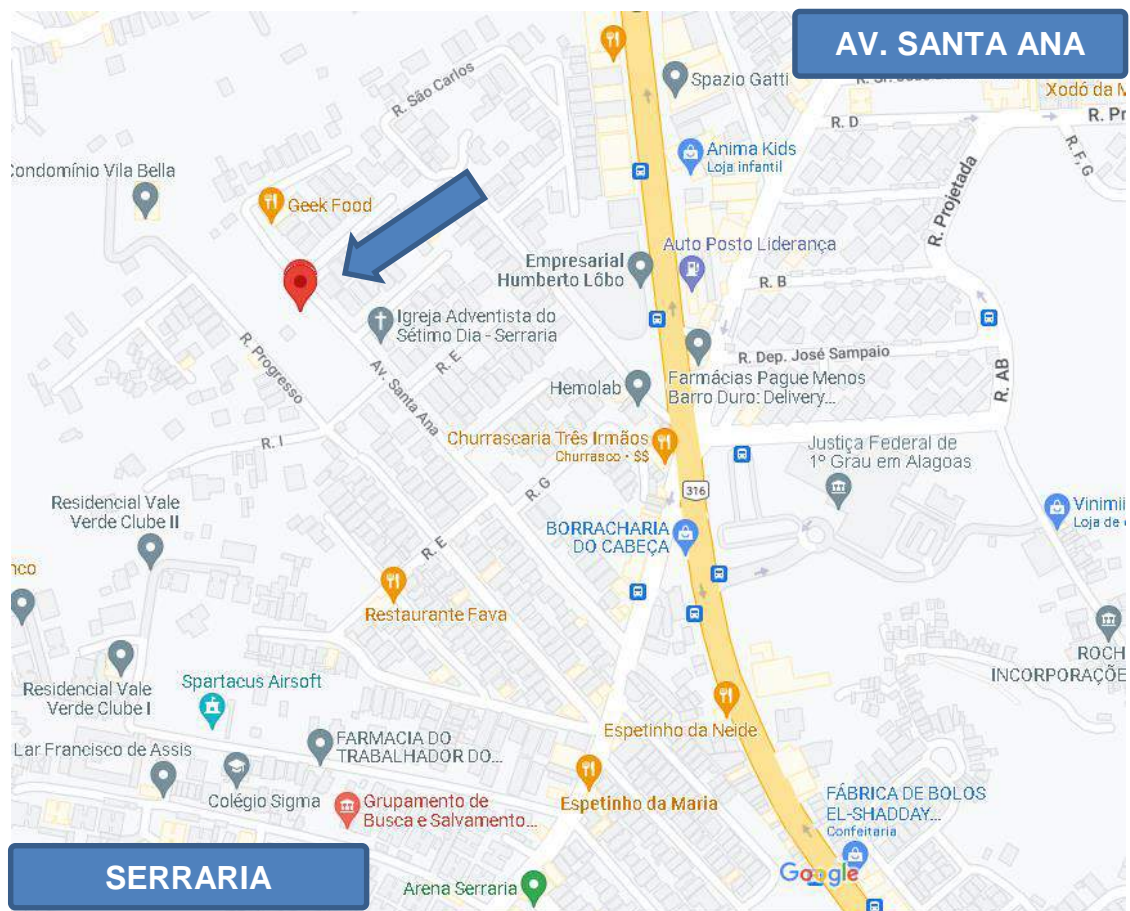 AV. SANTA ANA
Spazio Gatti
R. São Carlos
Xodó da M
R. D
R. Pr
Anima Kids
Loja infantil
R. F, G
Condomínio Vila Bella
Geek Food
R. Projetada
Auto Posto Liderança
Empresarial
Humberto Lôbo
R. B
Igreja Adventista do
Sétimo Dia - Serraria
R. E
R. Progresso
Av. Santa Ana
R. Dep. José Sampaio
Farmácias Pague Menos
Barro Duro: Delivery...
R. AB
Hemolab
Churrascaria Três Irmãos
Churrasco • $$
R. I
Justiça Federal de
1º Grau em Alagoas
R. G
316
Residencial Vale
Verde Clube II
BORRACHARIA
DO CABEÇA
Vinimii
Loja de
R. E
nco
Restaurante Fava
ROCH
INCORPORAÇÕE
Residencial Vale
Verde Clube I
Spartacus Airsoft
Espetinho da Neide
Lar Francisco de Assis
FARMACIA DO
TRABALHADOR DO...
Colégio Sigma
Grupamento de
Busca e Salvamento...
Espetinho da Maria
FÁBRICA DE BOLOS
EL-SHADDAY...
Confeitaria
Google
SERRARIA
Arena Serraria